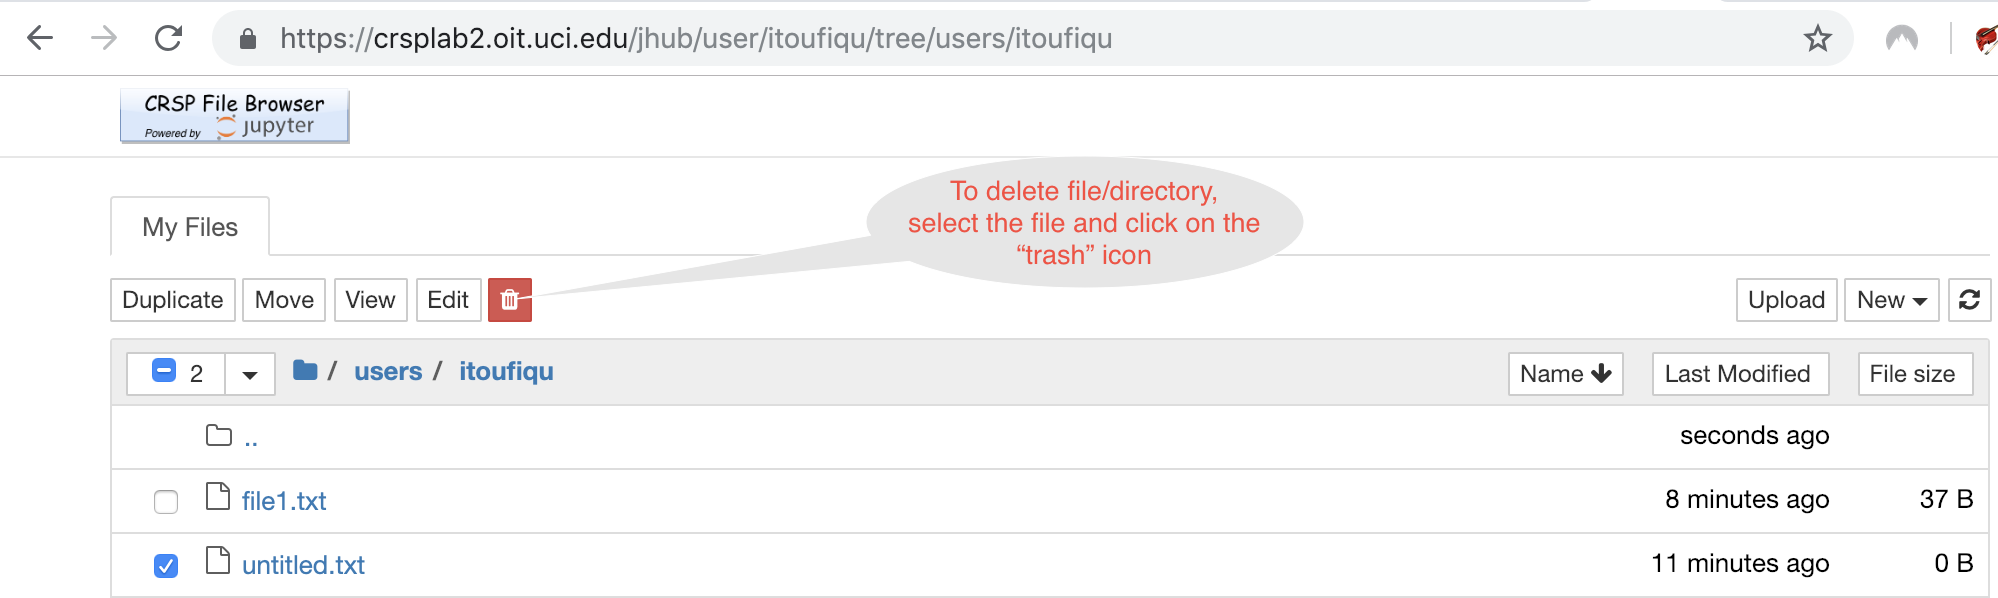 https://crsplab2.oit.uci.edu/jhub/user/itoufiqu/tree/users/itoufiqu
CRSP File Browser
Powered by jupyter
To delete file/directory,
select the file and click on the
“trash” icon
My Files
Duplicate Move View Edit Upload New
2 / users / itoufiqu Name Last Modified File size
.. seconds ago
file1.txt 8 minutes ago 37 B
untitled.txt 11 minutes ago 0 B